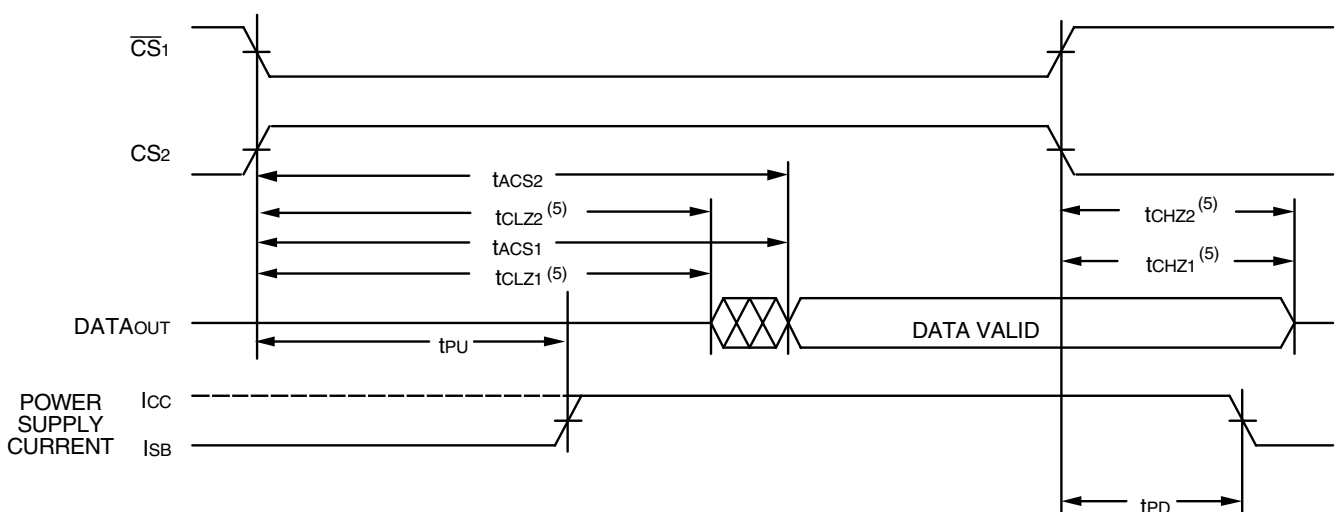 CS1
CS2
tACS2
tCLZ2 (5)
tCHZ2 (5)
tACS1
tCLZ1 (5)
tCHZ1 (5)
DATAOUT
DATA VALID
tPU
POWER
SUPPLY
CURRENT
ICC
ISB
tPD